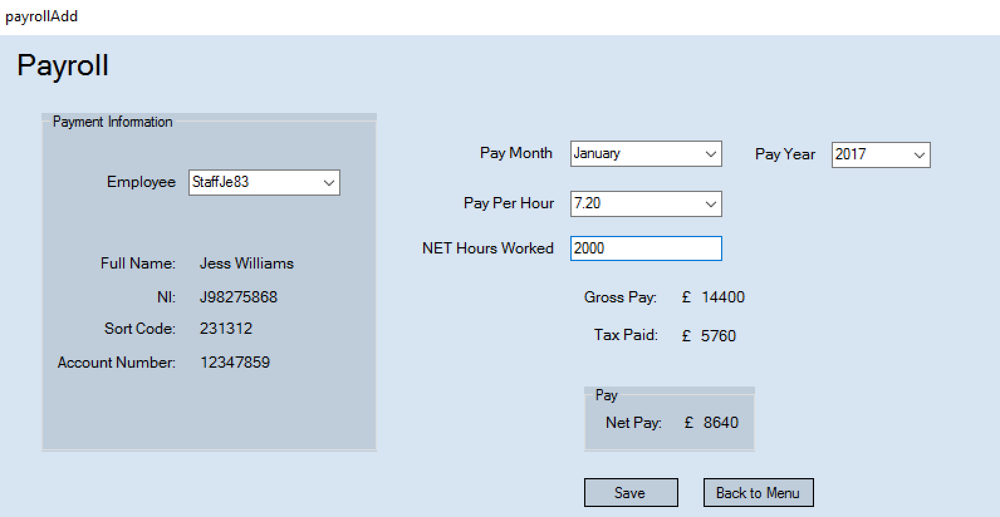 payrollAdd
Payroll
Payment Information
Employee StaffJe83
Full Name: Jess Williams
NI: J98275868
Sort Code: 231312
Account Number: 12347859
Pay Month January Pay Year 2017
Pay Per Hour 7.20
NET Hours Worked 2000
Gross Pay: £ 14400
Tax Paid: £ 5760
Pay
Net Pay: £ 8640
Save Back to Menu